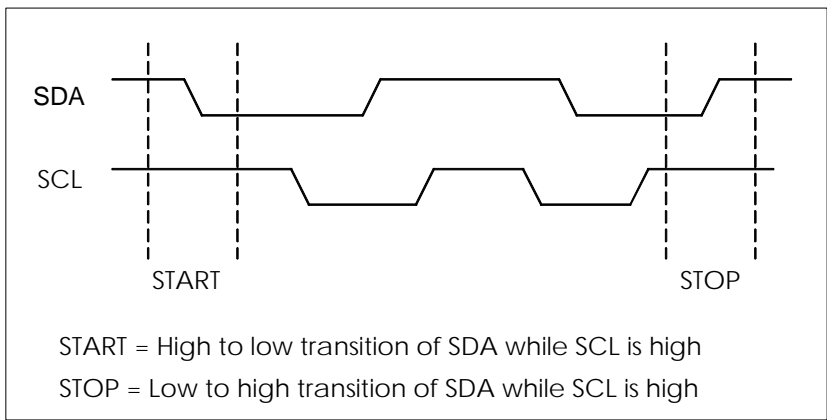 SDA
SCL
START
STOP
START = High to low transition of SDA while SCL is high
STOP = Low to high transition of SDA while SCL is high